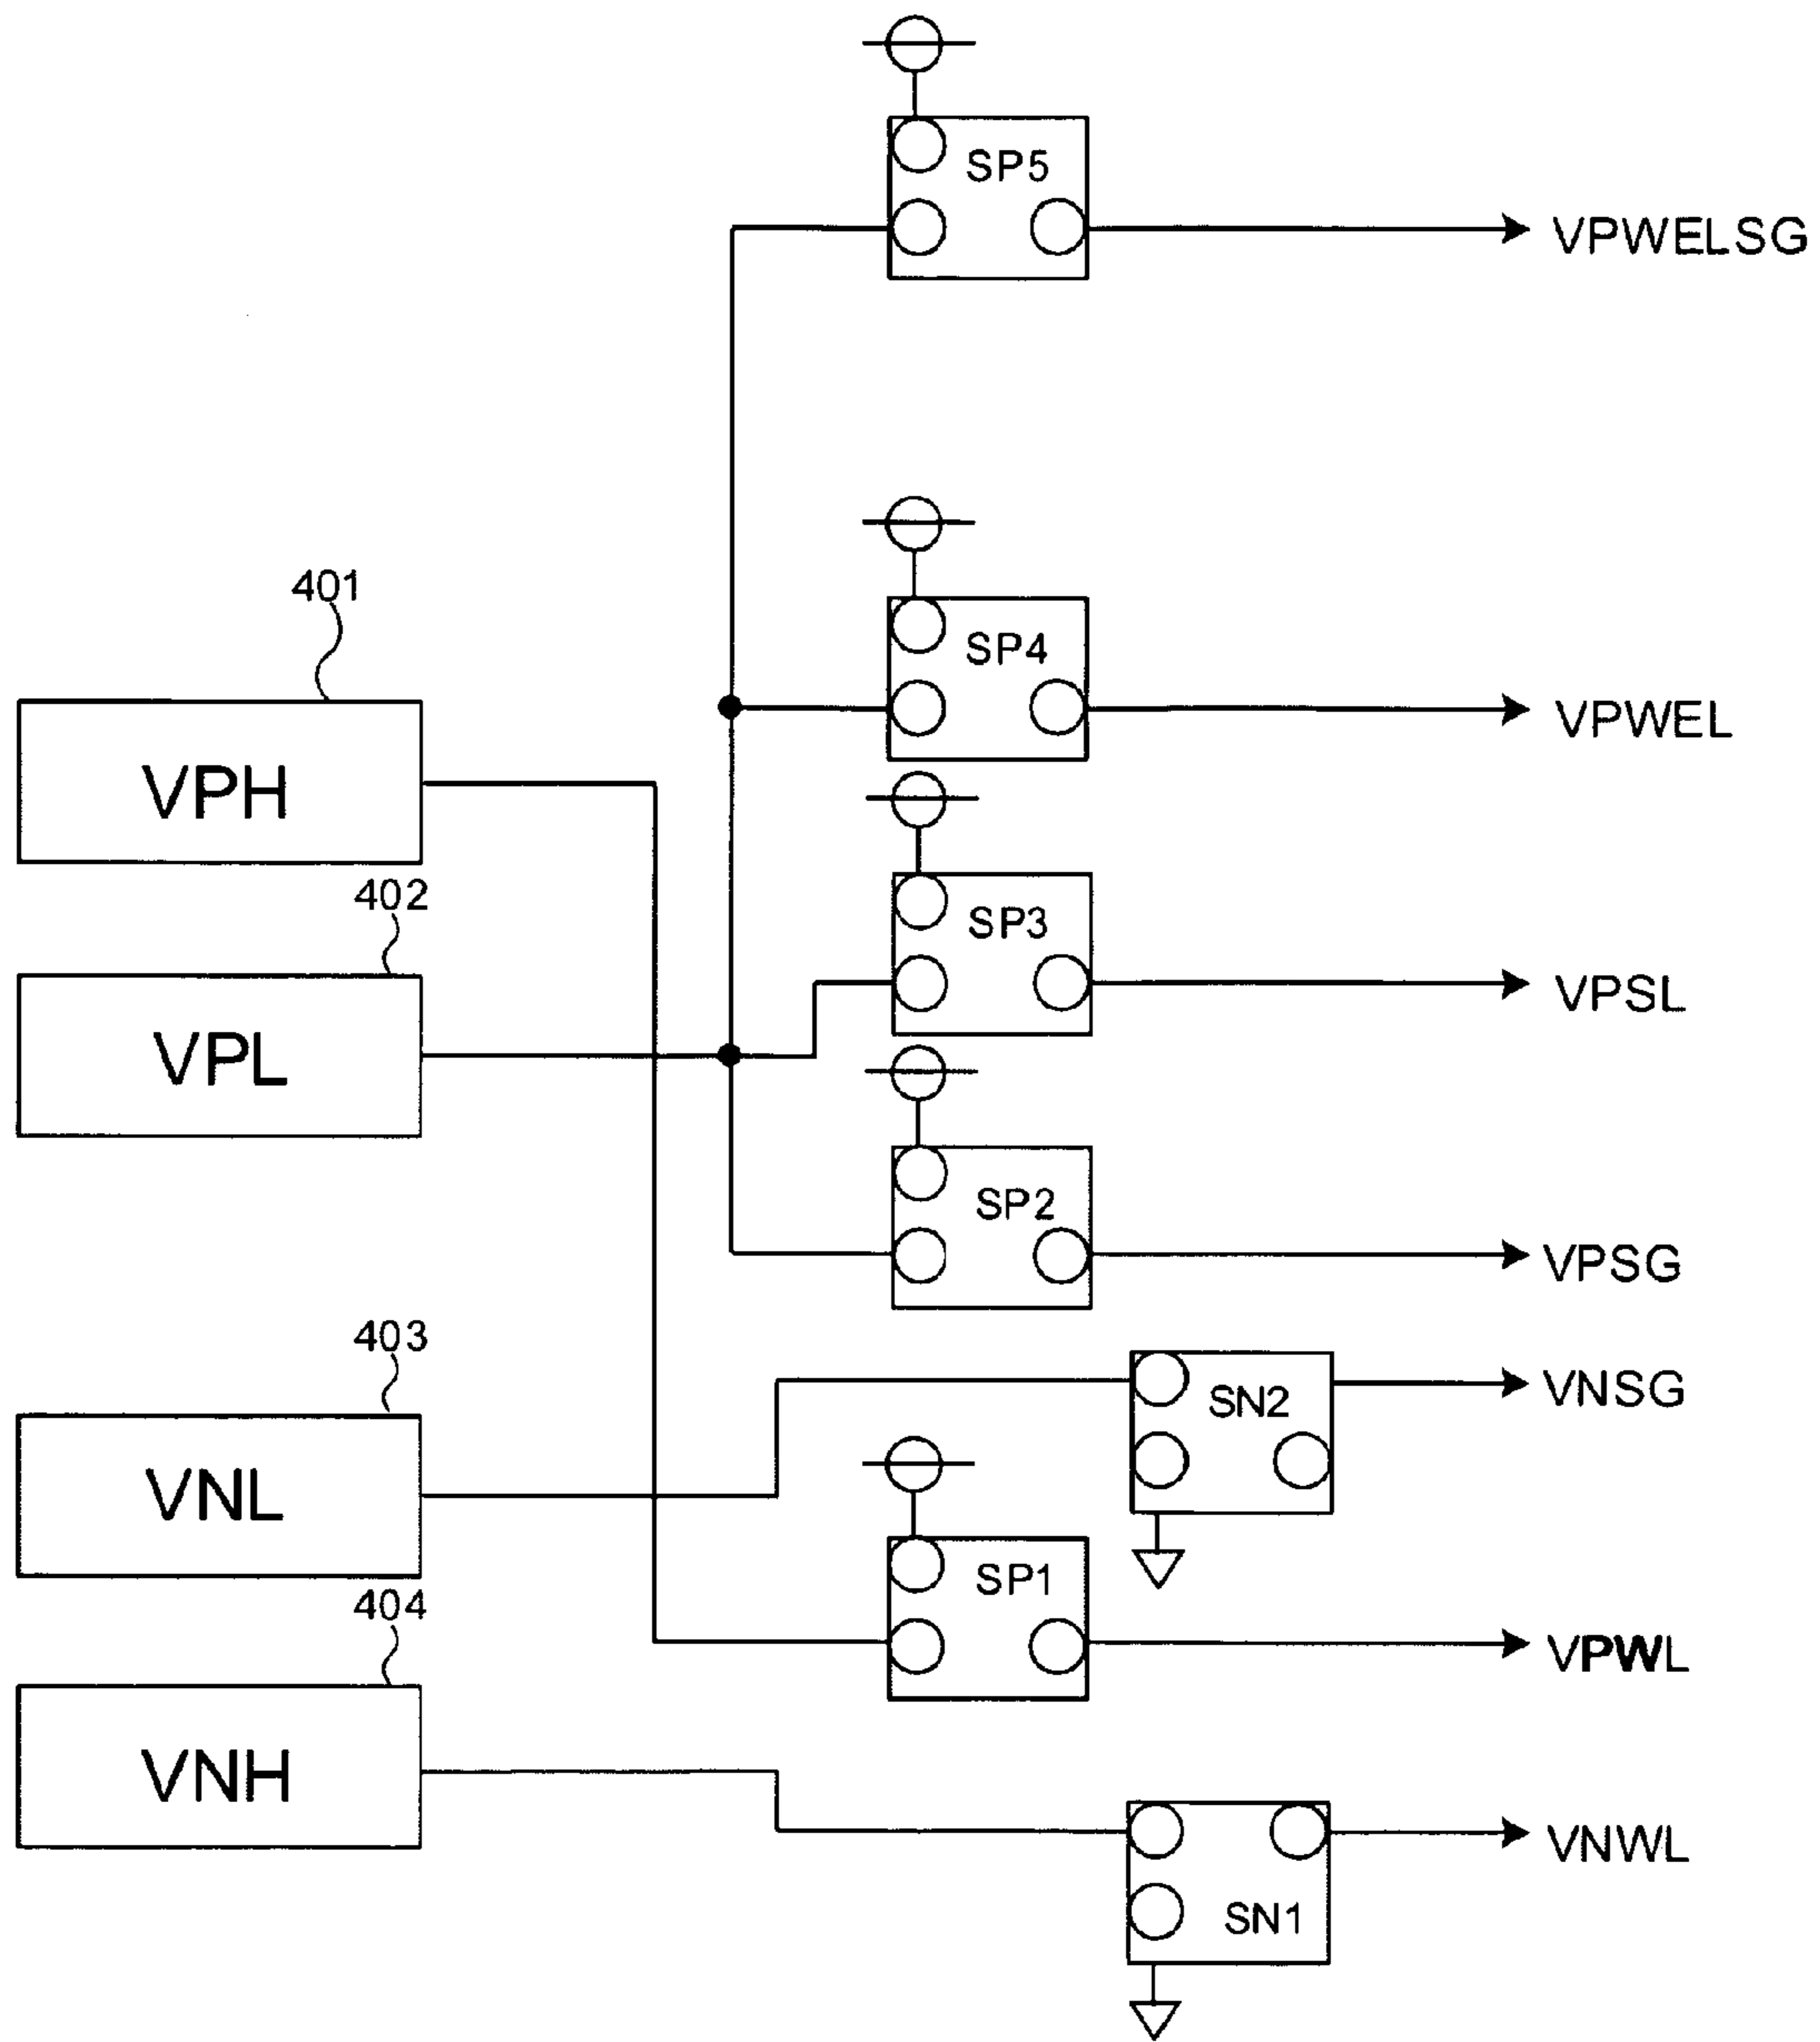 SP5
VPWELSG
401
SP4
VPWEL
VPH
402
SP3
VPSL
VPL
SP2
VPSG
403
SN2
VNSG
VNL
SP1
404
VPWL
VNH
VNWL
SN1